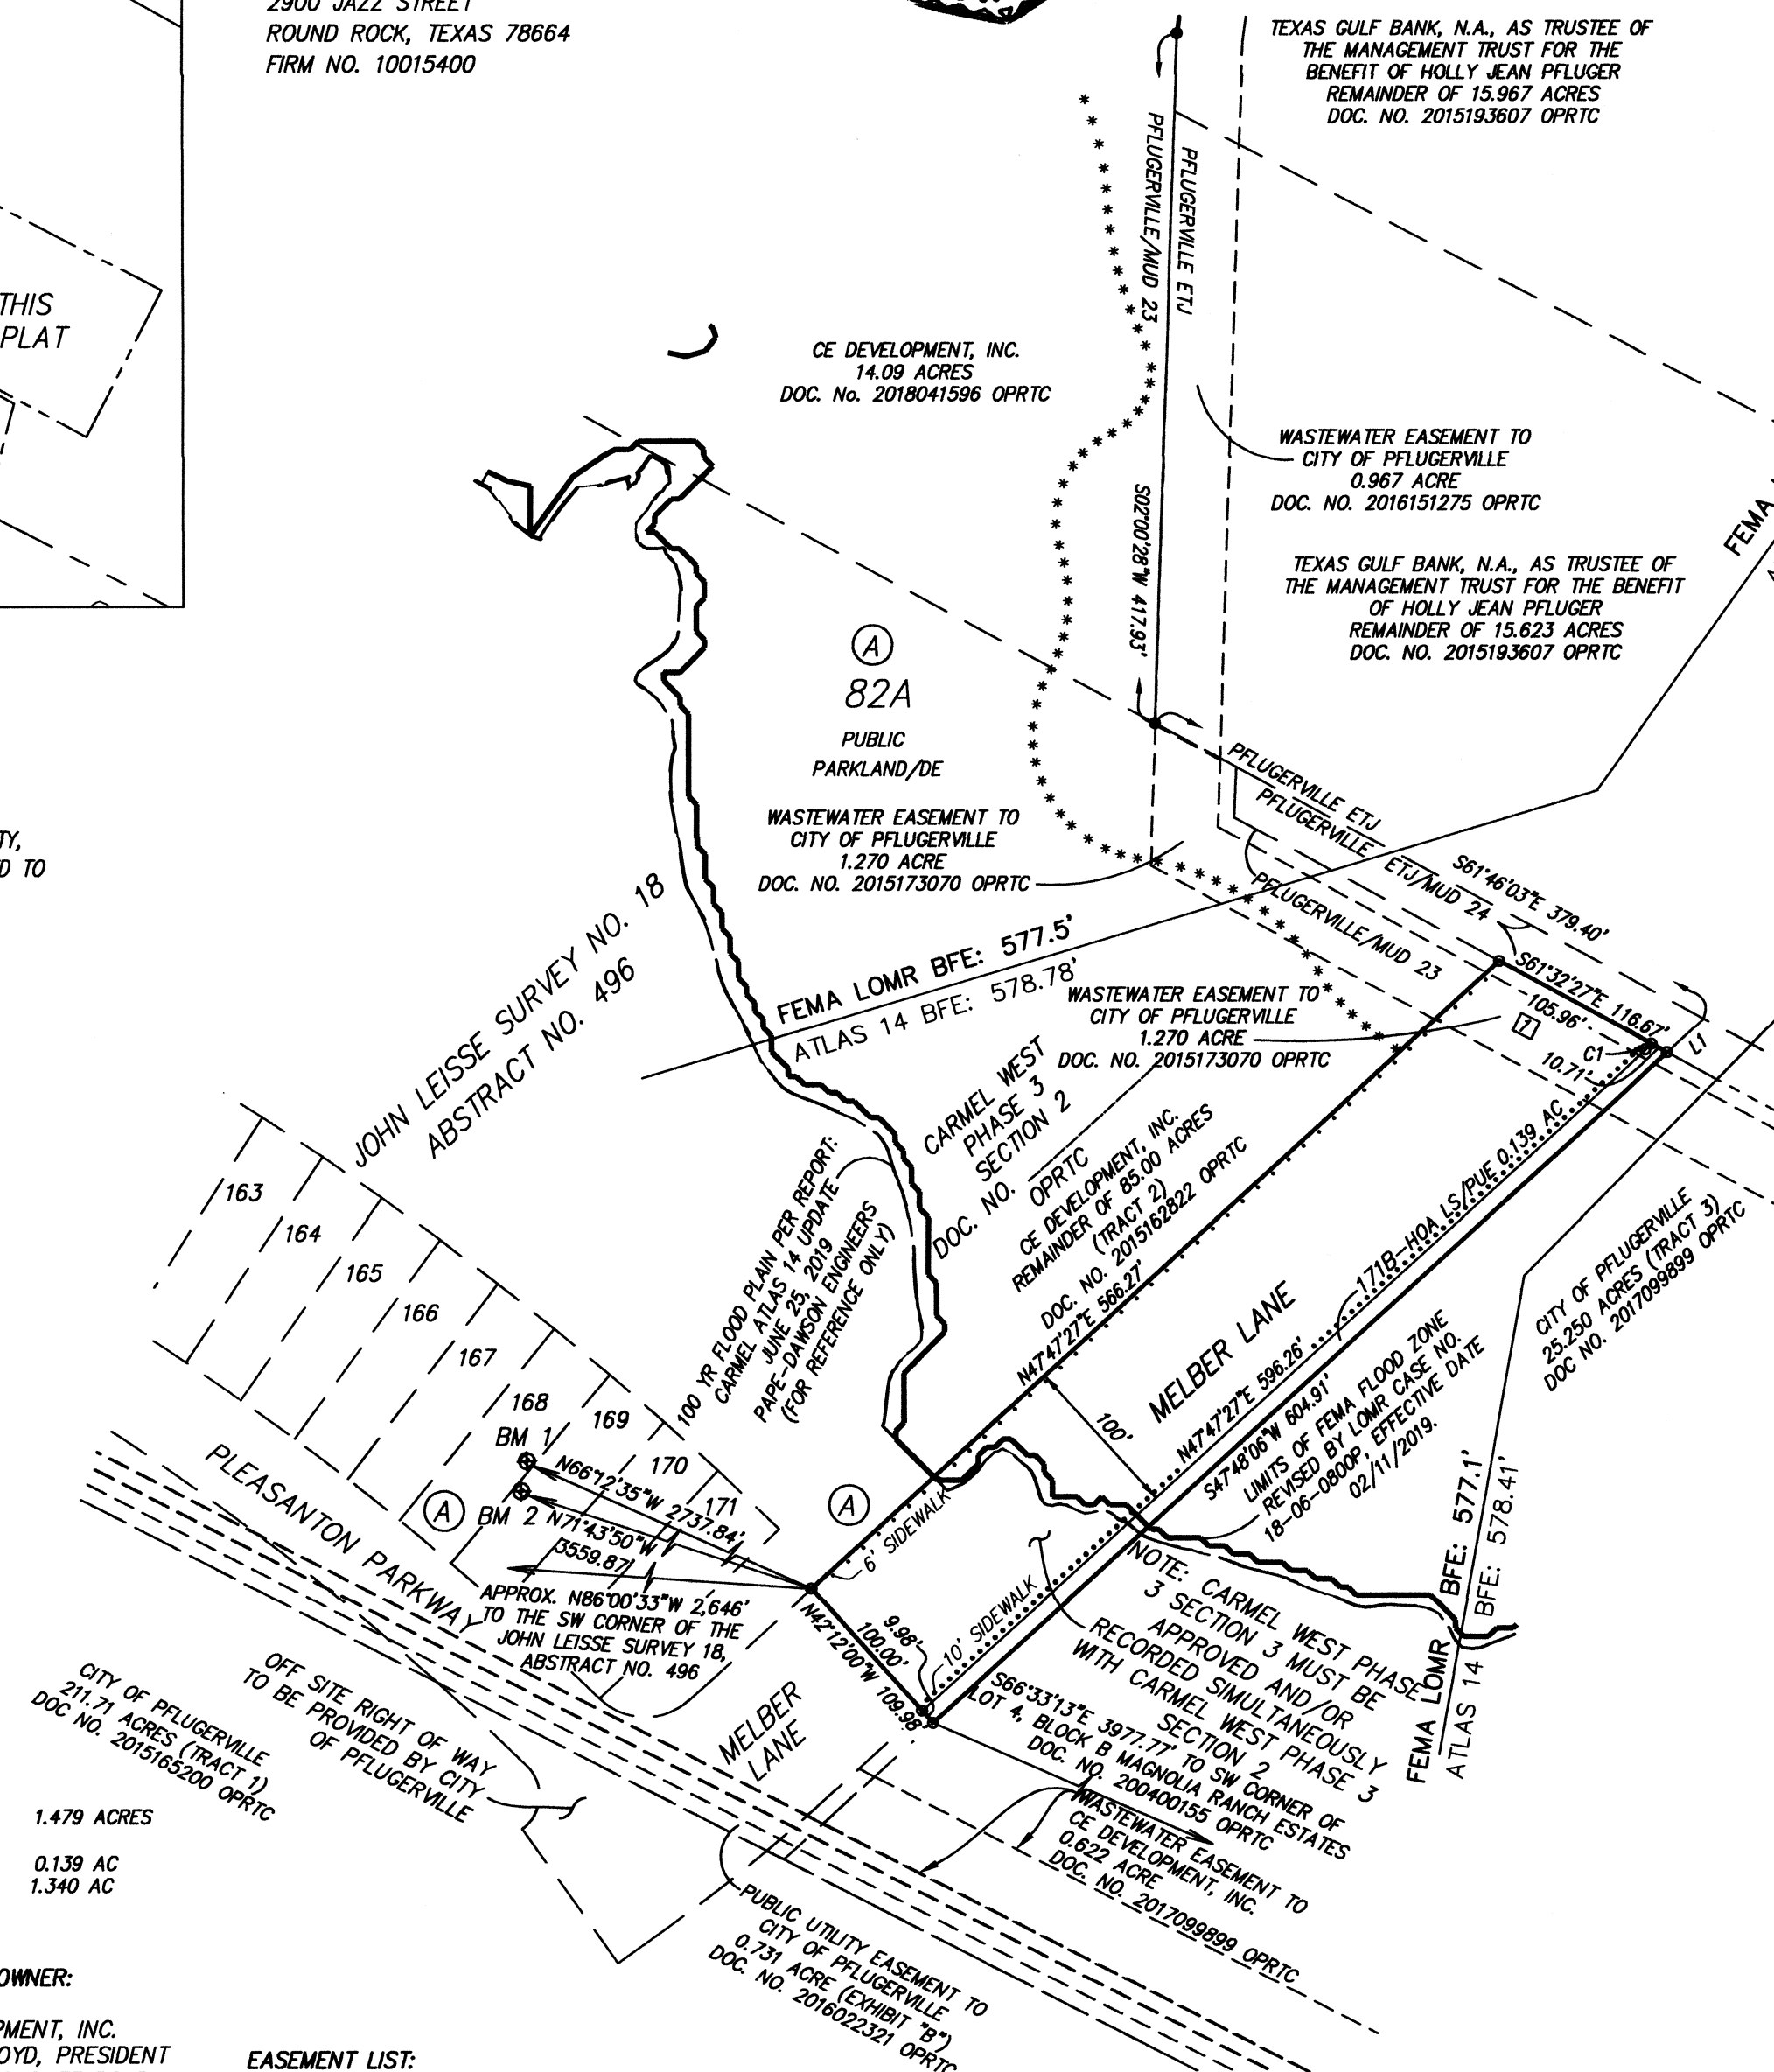 2900 JAZZ STREET
ROUND ROCK, TEXAS 78664
FIRM NO. 10015400
TEXAS GULF BANK, N.A., AS TRUSTEE OF
THE MANAGEMENT TRUST FOR THE
BENEFIT OF HOLLY JEAN PFLUGER
REMAINDER OF 15.967 ACRES
DOC. NO. 2015193607 OPRTC
PFLUGERVILLE/MUD 23
PFLUGERVILLE ETJ
THIS
PLAT
CE DEVELOPMENT, INC.
14.09 ACRES
DOC. No. 2018041596 OPRTC
WASTEWATER EASEMENT TO
CITY OF PFLUGERVILLE
0.967 ACRE
DOC. NO. 2016151275 OPRTC
FEMA
S02°00'28"W 417.93'
TEXAS GULF BANK, N.A., AS TRUSTEE OF
THE MANAGEMENT TRUST FOR THE BENEFIT
OF HOLLY JEAN PFLUGER
REMAINDER OF 15.623 ACRES
DOC. NO. 2015193607 OPRTC
A
82A
PUBLIC
PARKLAND/DE
WASTEWATER EASEMENT TO
CITY OF PFLUGERVILLE
1.270 ACRE
DOC. NO. 2015173070 OPRTC
PFLUGERVILLE ETJ
PFLUGERVILLE ETJ/MUD 24
S61°46'03"E 379.40'
PFLUGERVILLE/MUD 23
TY,
D TO
JOHN LEISSE SURVEY NO. 18
ABSTRACT NO. 496
FEMA LOMR BFE: 577.5'
ATLAS 14 BFE: 578.78'
WASTEWATER EASEMENT TO
CITY OF PFLUGERVILLE
1.270 ACRE
DOC. NO. 2015173070 OPRTC
S61°32'27"E 116.67'
105.96'
1
C1
10.71'
L1
CARMEL WEST
PHASE 3
SECTION 2
DOC. NO.
OPRTC
CE DEVELOPMENT, INC.
REMAINDER OF 85.00 ACRES
(TRACT 2)
DOC. NO. 2015162822 OPRTC
N47°47'27"E 566.27'
100 YR FLOOD PLAIN PER REPORT:
CARMEL ATLAS 14 UPDATE
JUNE 25, 2019
PAPE-DAWSON ENGINEERS
(FOR REFERENCE ONLY)
163
164
165
166
167
168
169
170
171
171B-HOA LS/PUE 0.139 AC
MELBER LANE
N47°47'27"E 596.26'
S47°48'06"W 604.91'
100'
LIMITS OF FEMA FLOOD ZONE
REVISED BY LOMR CASE NO.
18-06-0800P, EFFECTIVE DATE
02/11/2019.
CITY OF PFLUGERVILLE
25.250 ACRES (TRACT 3)
DOC NO. 2017099899 OPRTC
BM 1
BM 2
N66°12'35"W 2737.84'
N71°43'50"W
3559.87'
A
A
PLEASANTON PARKWAY
APPROX. N86°00'33"W 2,646'
TO THE SW CORNER OF THE
JOHN LEISSE SURVEY 18,
ABSTRACT NO. 496
6' SIDEWALK
10' SIDEWALK
9.98'
100.00'
N42°12'00"W 109.98'
NOTE: CARMEL WEST PHASE
3 SECTION 3 MUST BE
APPROVED AND/OR
RECORDED SIMULTANEOUSLY
WITH CARMEL WEST PHASE 3
SECTION 2
FEMA LOMR BFE: 577.1'
ATLAS 14 BFE: 578.41'
S66°33'13"E 3977.77' TO SW CORNER OF
LOT 4, BLOCK B MAGNOLIA RANCH ESTATES
DOC. NO. 200400155 OPRTC
WASTEWATER EASEMENT TO
CE DEVELOPMENT, INC.
0.622 ACRE
DOC. NO. 2017099899 OPRTC
MELBER
LANE
CITY OF PFLUGERVILLE
211.71 ACRES (TRACT 1)
DOC NO. 2015165200 OPRTC
OFF SITE RIGHT OF WAY
TO BE PROVIDED BY CITY
OF PFLUGERVILLE
PUBLIC UTILITY EASEMENT TO
CITY OF PFLUGERVILLE
0.731 ACRE (EXHIBIT "B")
DOC. NO. 2016022321 OPRTC
1.479 ACRES
0.139 AC
1.340 AC
OWNER:
PMENT, INC.
OYD, PRESIDENT
EASEMENT LIST: